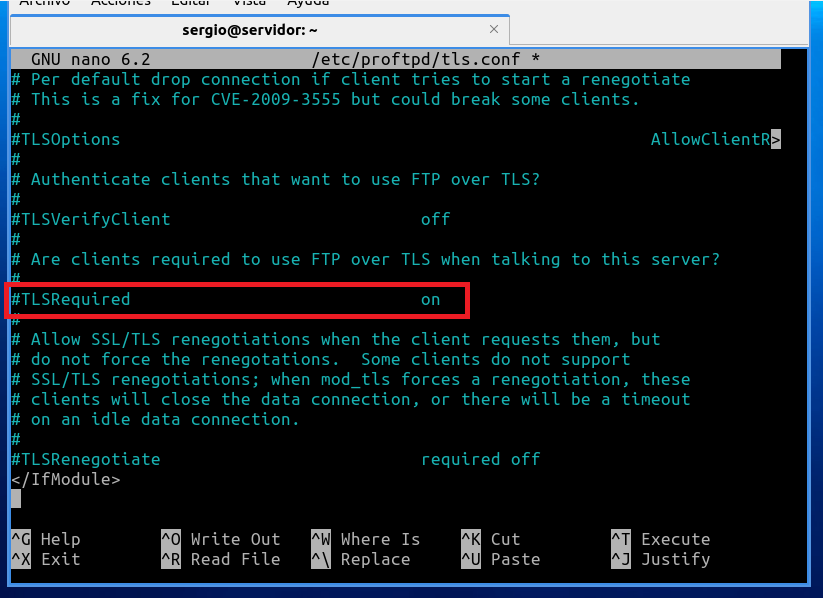 Archivo Acciones Editar Vista Ayuda
sergio@servidor: ~ ×
GNU nano 6.2 /etc/proftpd/tls.conf *
# Per default drop connection if client tries to start a renegotiate
# This is a fix for CVE-2009-3555 but could break some clients.
#
#TLSOptions AllowClientR>
#
# Authenticate clients that want to use FTP over TLS?
#
#TLSVerifyClient off
#
# Are clients required to use FTP over TLS when talking to this server?
#
#TLSRequired on
#
# Allow SSL/TLS renegotiations when the client requests them, but
# do not force the renegotations.  Some clients do not support
# SSL/TLS renegotiations; when mod_tls forces a renegotiation, these
# clients will close the data connection, or there will be a timeout
# on an idle data connection.
#
#TLSRenegotiate required off
</IfModule>
^G Help ^O Write Out ^W Where Is ^K Cut ^T Execute
^X Exit ^R Read File ^\ Replace ^U Paste ^J Justify